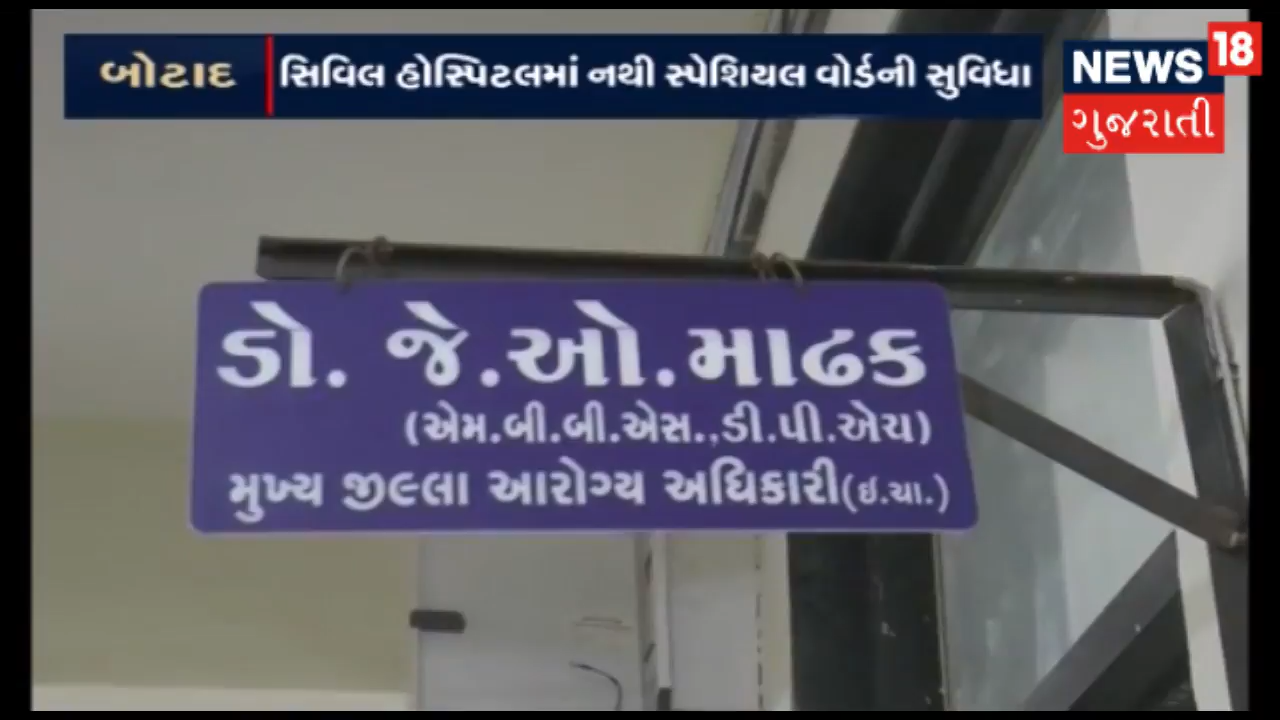 બોટાદ સિવિલ હોસ્પિટલમાં નથી સ્પેશિયલ વોર્ડની સુવિધા
NEWS 18
ગુજરાતી
ડો. જે.ઓ.માઢક
(એમ.બી.બી.એસ.,ડી.પી.એચ)
મુખ્ય જીલ્લા આરોગ્ય અધિકારી(ઇ.ચા.)